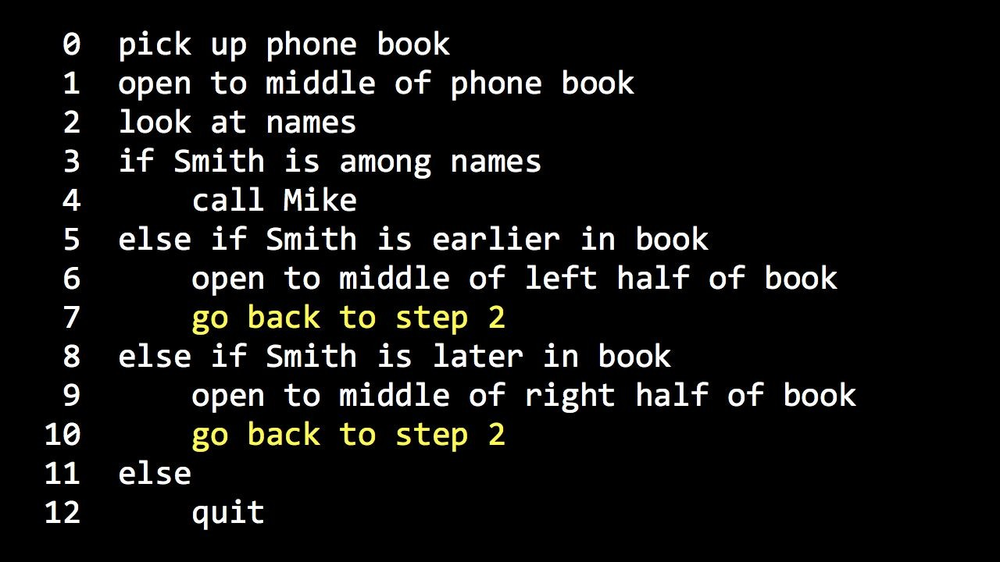 0 pick up phone book
1 open to middle of phone book
2 look at names
3 if Smith is among names
4     call Mike
5 else if Smith is earlier in book
6     open to middle of left half of book
7     go back to step 2
8 else if Smith is later in book
9     open to middle of right half of book
10     go back to step 2
11 else
12     quit